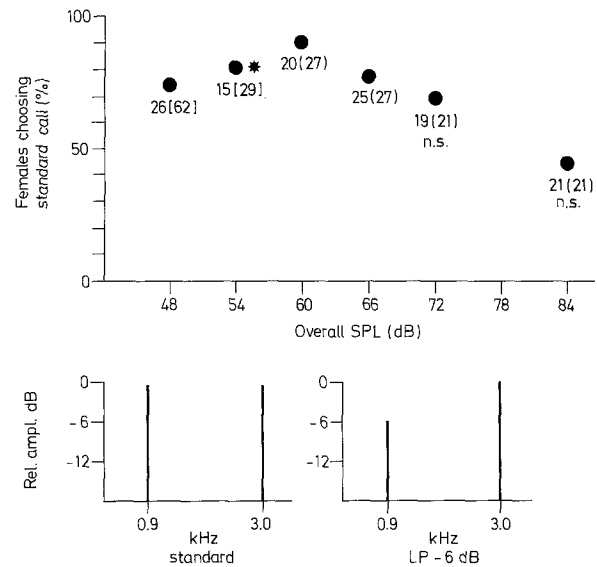 100
50
0
Females choosing
standard call (%)
26[62]
15[29]
20(27)
25(27)
19(21)
n.s.
21(21)
n.s.
48 54 60 66 72 78 84
Overall SPL (dB)
Rel. ampl. dB
0
-6
-12
0.9 3.0
kHz
standard
0
-6
-12
0.9 3.0
kHz
LP - 6 dB